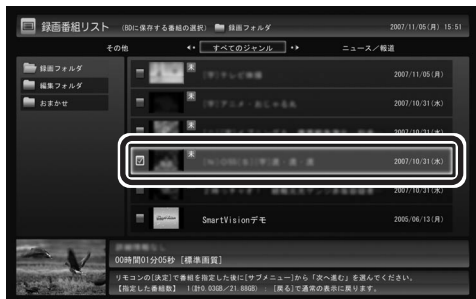 録画番組リスト (BDに保存する番組の選択) 録画フォルダ 2007/11/05(月) 15:51
その他 すべてのジャンル ニュース/報道
録画フォルダ
編集フォルダ
おまかせ
未 2007/11/05(月)
未 2007/10/31(水)
2007/10/31(水)
未 2007/10/31(水)
2007/10/31(水)
SmartVisionデモ 2005/06/13(月)
00時間01分05秒 [標準画質]
リモコンの[決定]で番組を指定した後に[サブメニュー]から「次へ進む」を選んでください。
【指定した番組数】 1(計0.03GB/21.88GB) : [戻る]で通常の表示に戻ります。